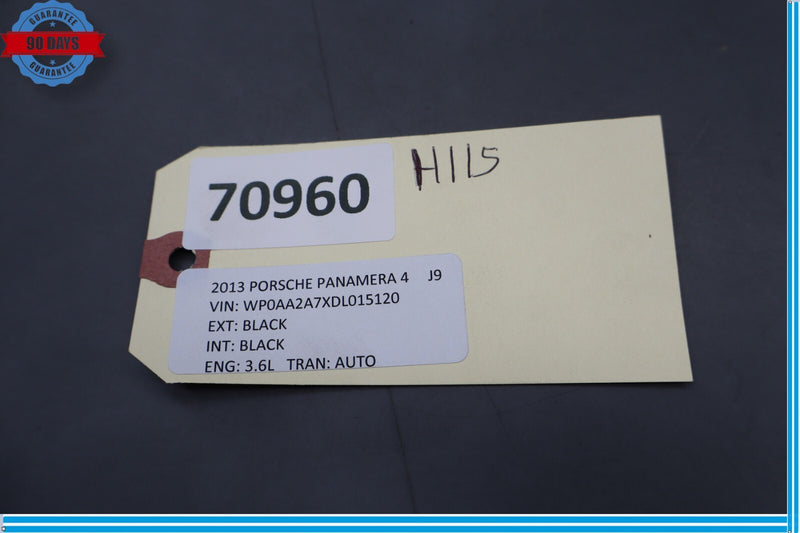 GUARANTEE
90 DAYS
GUARANTEE
70960
H115
2013 PORSCHE PANAMERA 4 J9
VIN: WP0AA2A7XDL015120
EXT: BLACK
INT: BLACK
ENG: 3.6L TRAN: AUTO